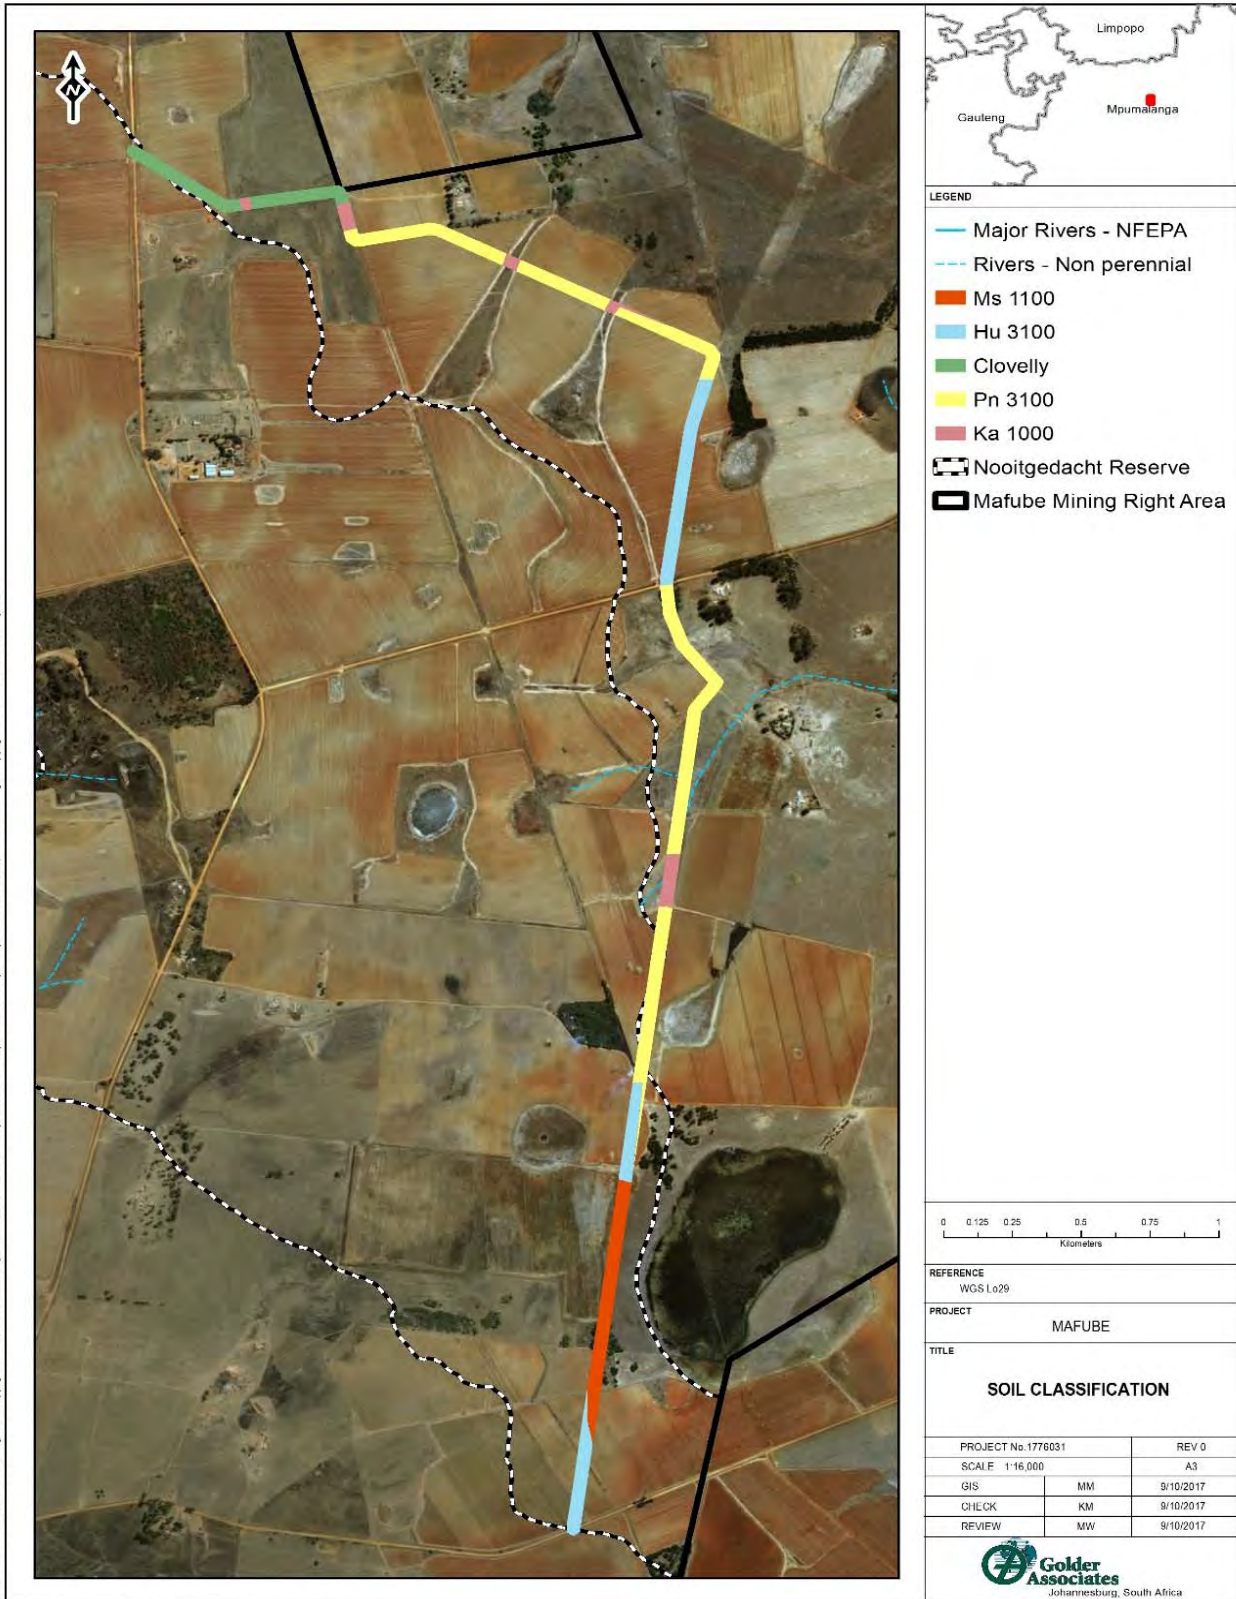 N
Limpopo
Gauteng
Mpumalanga
LEGEND
Major Rivers - NFEPA
Rivers - Non perennial
Ms 1100
Hu 3100
Clovelly
Pn 3100
Ka 1000
Nooitgedacht Reserve
Mafube Mining Right Area
0 0.125 0.25 0.5 0.75 1
Kilometers
REFERENCE
WGS Lo29
PROJECT
MAFUBE
TITLE
SOIL CLASSIFICATION
PROJECT No.1776031 REV 0
SCALE 1:16,000 A3
GIS MM 9/10/2017
CHECK KM 9/10/2017
REVIEW MW 9/10/2017
Golder
Associates
Johannesburg, South Africa